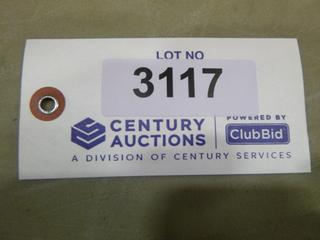 LOT NO
3117
CENTURY AUCTIONS
POWERED BY
ClubBid
A DIVISION OF CENTURY SERVICES